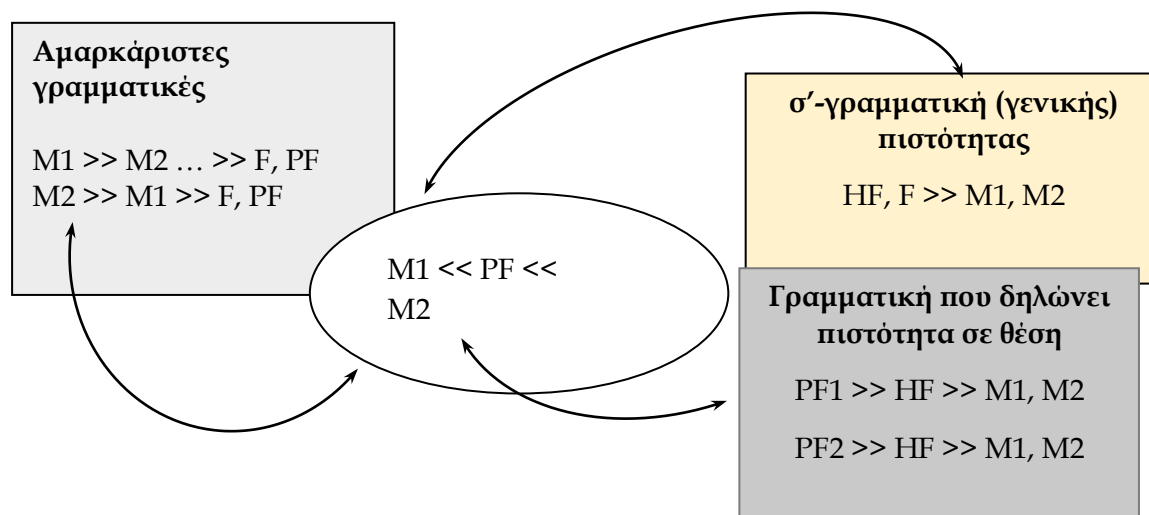 Αμαρκάριστες
γραμματικές
M1 >> M2 … >> F, PF
M2 >> M1 >> F, PF
M1 << PF <<
M2
σ’-γραμματική (γενικής)
πιστότητας
HF, F >> M1, M2
Γραμματική που δηλώνει
πιστότητα σε θέση
PF1 >> HF >> M1, M2
PF2 >> HF >> M1, M2